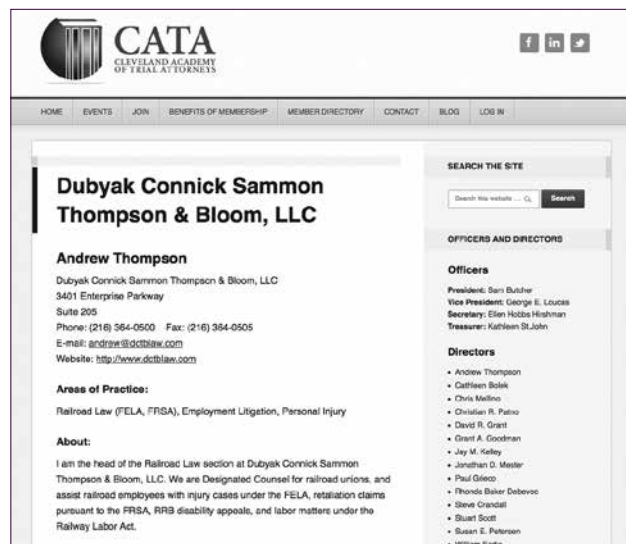 CATA
CLEVELAND ACADEMY
OF TRIAL ATTORNEYS
f in
HOME EVENTS JOIN BENEFITS OF MEMBERSHIP MEMBER DIRECTORY CONTACT BLOG LOG IN
Dubyak Connick Sammon
Thompson & Bloom, LLC
Andrew Thompson
Dubyak Connick Sammon Thompson & Bloom, LLC
3401 Enterprise Parkway
Suite 205
Phone: (216) 364-0500 Fax: (216) 364-0505
E-mail: andrew@dctblaw.com
Website: http://www.dctblaw.com
Areas of Practice:
Railroad Law (FELA, FRSA), Employment Litigation, Personal Injury
About:
I am the head of the Railroad Law section at Dubyak Connick Sammon
Thompson & Bloom, LLC. We are Designated Counsel for railroad unions, and
assist railroad employees with injury cases under the FELA, retaliation claims
pursuant to the FRSA, RRB disability appeals, and labor matters under the
Railway Labor Act.
SEARCH THE SITE
Search this website ... Search
OFFICERS AND DIRECTORS
Officers
President: Sam Butcher
Vice President: George E. Loucas
Secretary: Ellen Hobbs Hirshman
Treasurer: Kathleen St.John
Directors
• Andrew Thompson
• Cathleen Bolek
• Chris Mellino
• Christian R. Patno
• David R. Grant
• Grant A. Goodman
• Jay M. Kelley
• Jonathan D. Mester
• Paul Grieco
• Rhonda Baker Debevec
• Steve Crandall
• Stuart Scott
• Susan E. Petersen